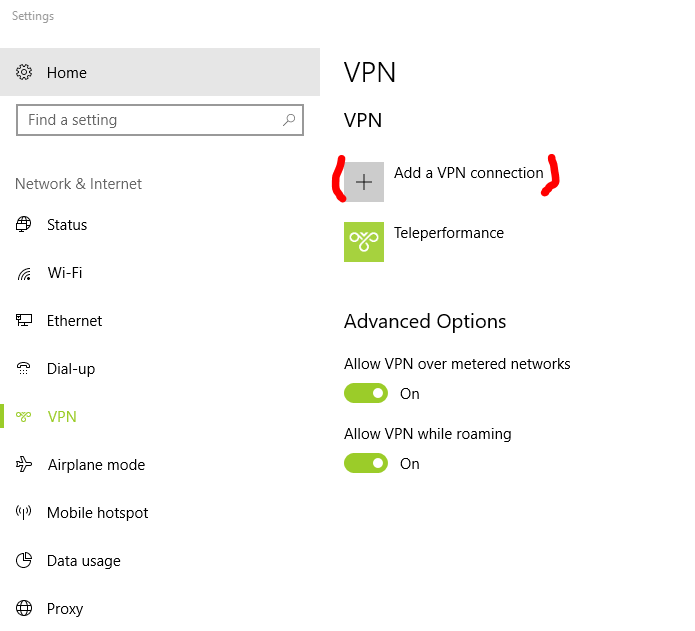 Settings
Home
Find a setting
Network & Internet
Status
Wi-Fi
Ethernet
Dial-up
VPN
Airplane mode
Mobile hotspot
Data usage
Proxy
VPN
VPN
Add a VPN connection
Teleperformance
Advanced Options
Allow VPN over metered networks
On
Allow VPN while roaming
On